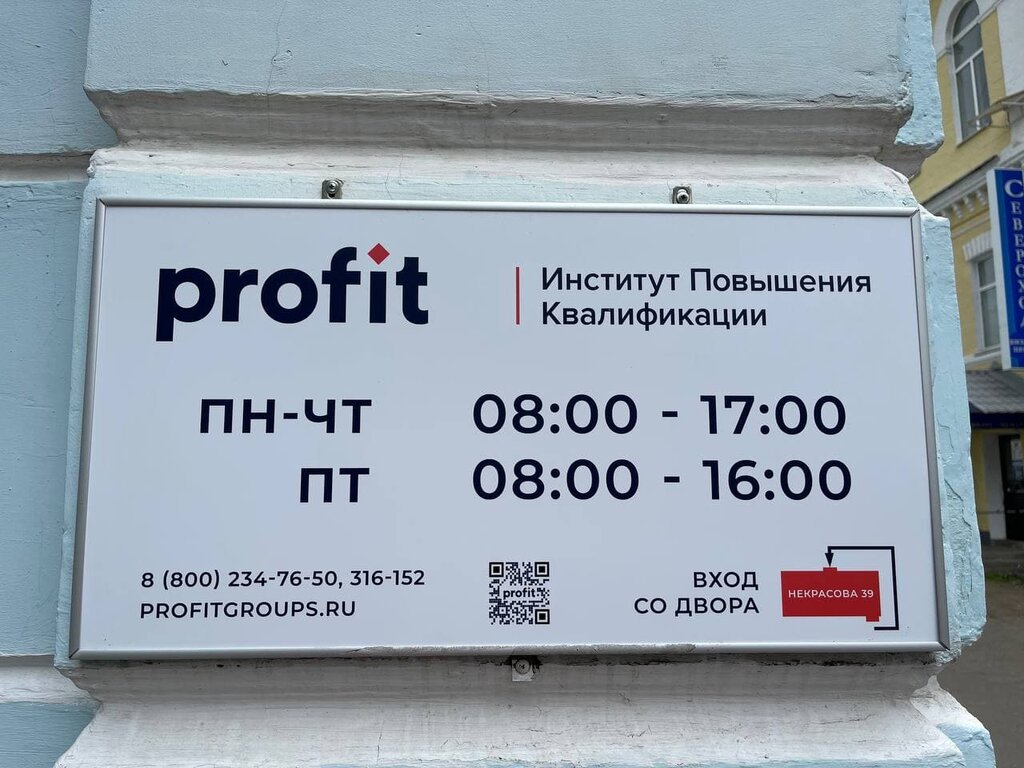 profit
Институт Повышения
Квалификации
ПН-ЧТ 08:00 - 17:00
ПТ 08:00 - 16:00
8 (800) 234-76-50, 316-152
PROFITGROUPS.RU
profit
ВХОД
СО ДВОРА
НЕКРАСОВА 39